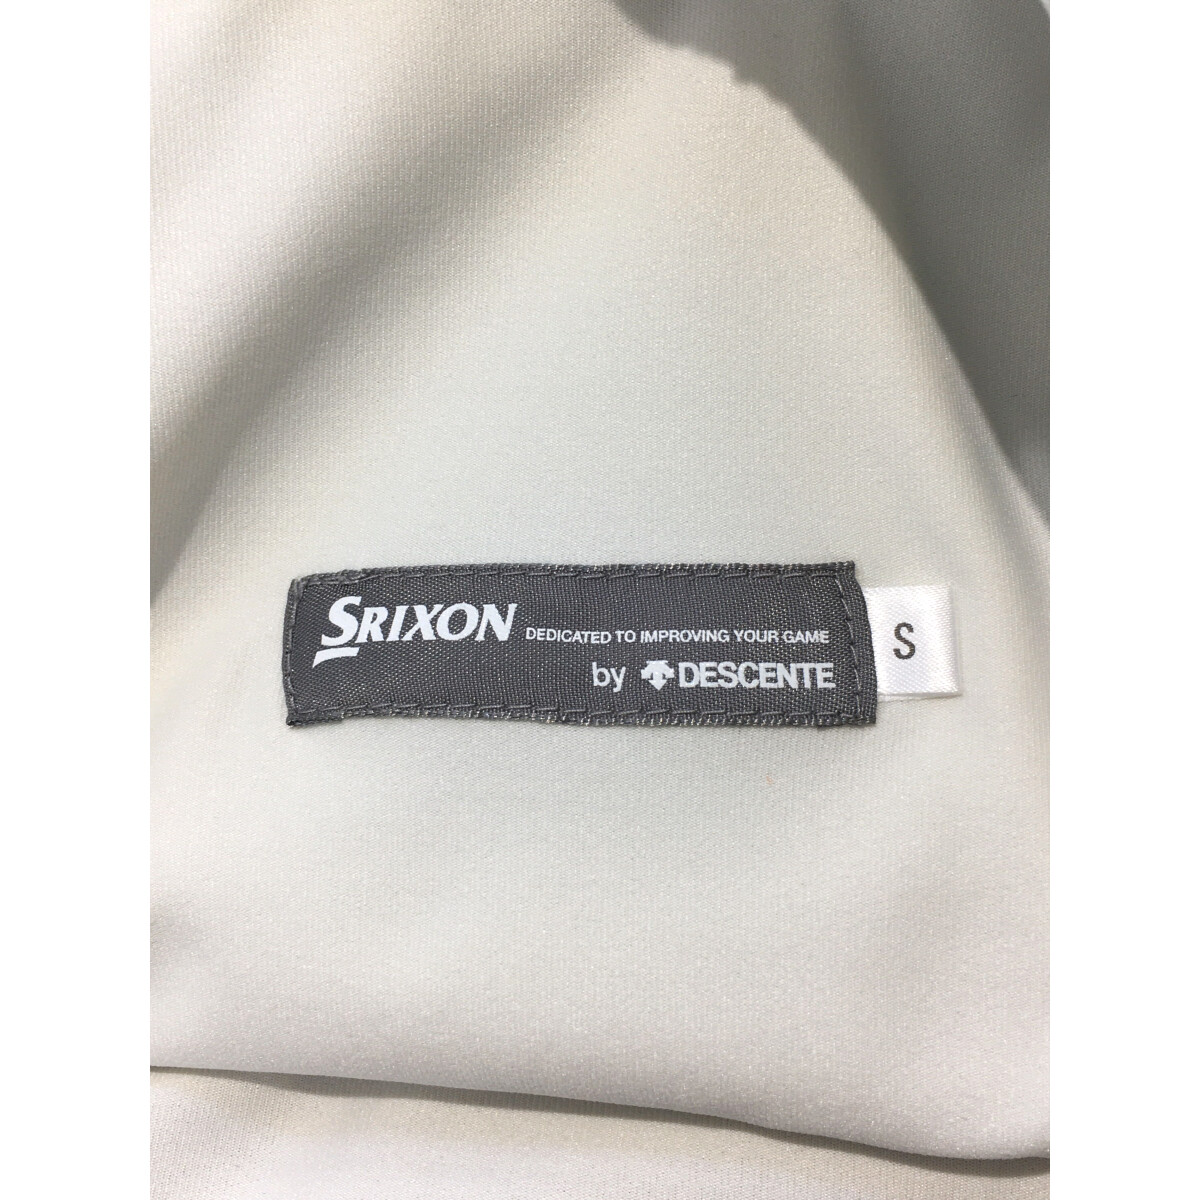 SRIXON DEDICATED TO IMPROVING YOUR GAME
by DESCENTE
S